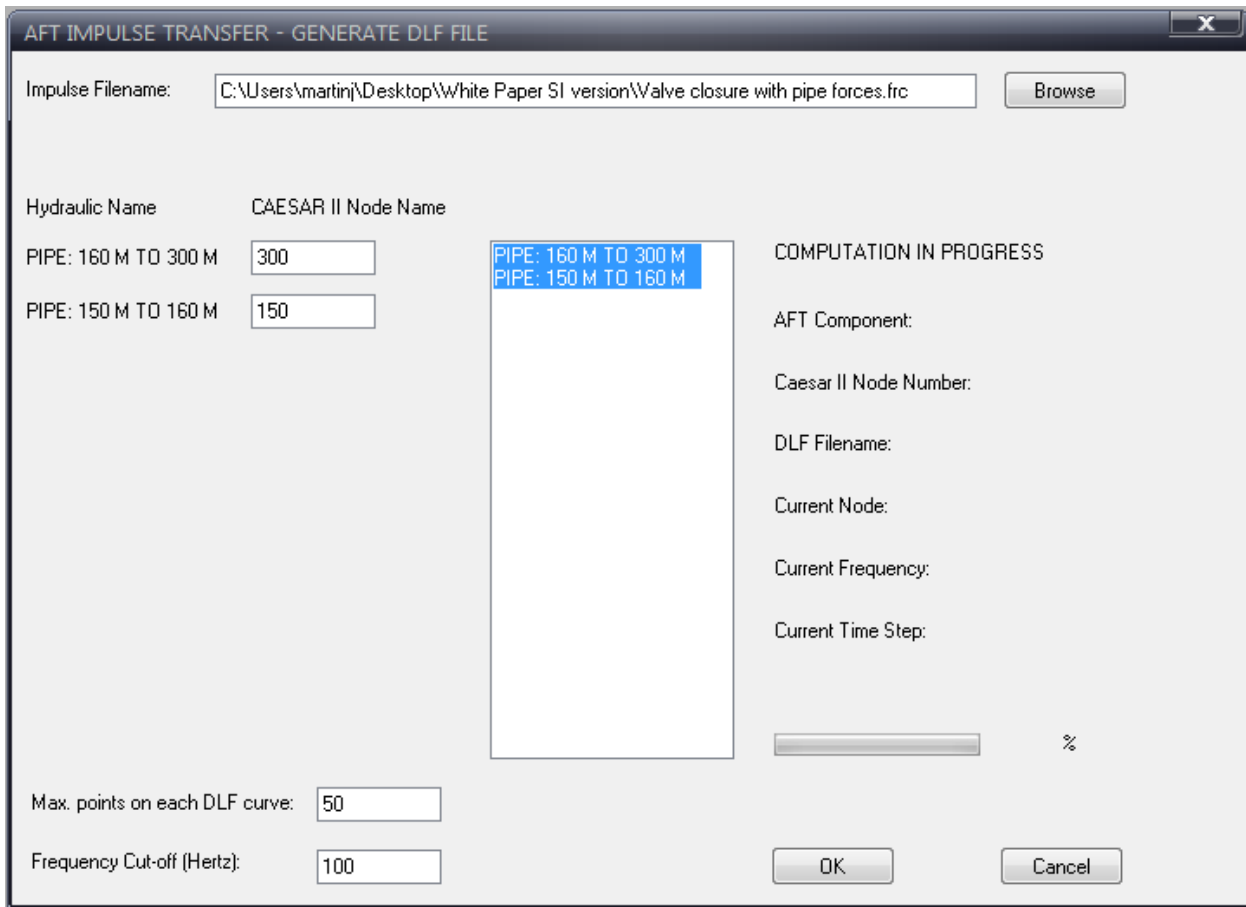 AFT IMPULSE TRANSFER - GENERATE DLF FILE
X
Impulse Filename: C:\Users\martinj\Desktop\White Paper SI version\Valve closure with pipe forces.frc Browse
Hydraulic Name CAESAR II Node Name
PIPE: 160 M TO 300 M 300
PIPE: 150 M TO 160 M 150
PIPE: 160 M TO 300 M
PIPE: 150 M TO 160 M
COMPUTATION IN PROGRESS
AFT Component:
Caesar II Node Number:
DLF Filename:
Current Node:
Current Frequency:
Current Time Step:
%
Max. points on each DLF curve: 50
Frequency Cut-off (Hertz): 100
OK Cancel